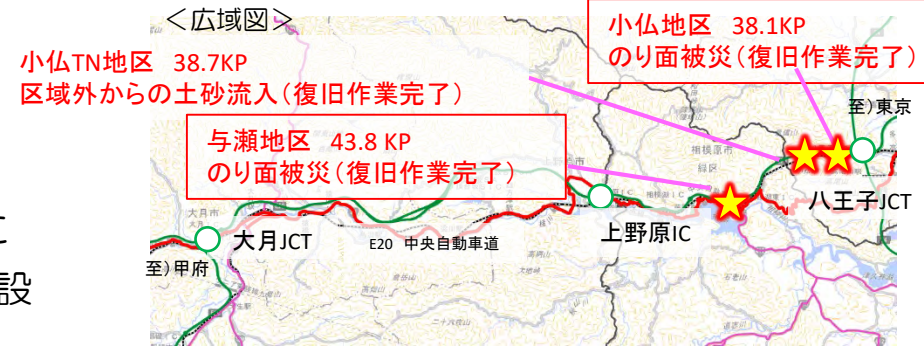 <広域図>
小仏地区 38.1KP
のり面被災(復旧作業完了)
小仏TN地区 38.7KP
区域外からの土砂流入(復旧作業完了)
至)東京
与瀬地区 43.8 KP
のり面被災(復旧作業完了)
八王子JCT
上野原IC
大月JCT
E20 中央自動車道
至)甲府
設